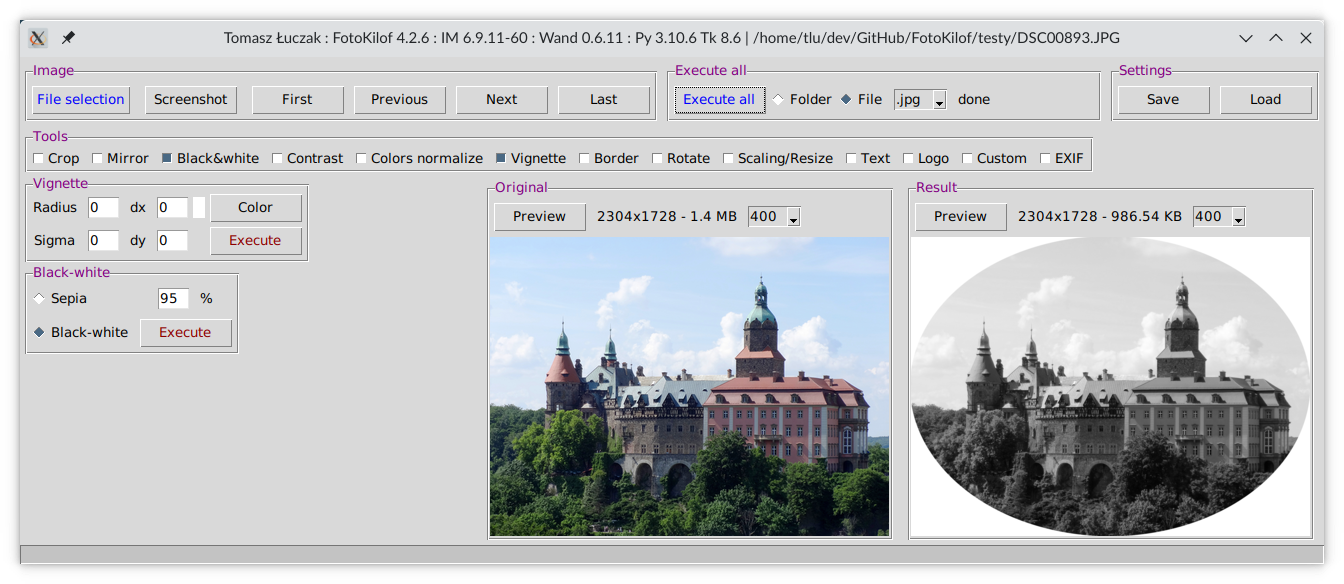 Tomasz Łuczak : FotoKilof 4.2.6 : IM 6.9.11-60 : Wand 0.6.11 : Py 3.10.6 Tk 8.6 | /home/tlu/dev/GitHub/FotoKilof/testy/DSC00893.JPG
Image
File selection Screenshot First Previous Next Last
Execute all
Execute all Folder File .jpg done
Settings
Save Load
Tools
Crop Mirror Black&white Contrast Colors normalize Vignette Border Rotate Scaling/Resize Text Logo Custom EXIF
Vignette
Radius 0 dx 0 Color
Sigma 0 dy 0 Execute
Black-white
Sepia 95 %
Black-white Execute
Original
Preview 2304x1728 - 1.4 MB 400
Result
Preview 2304x1728 - 986.54 KB 400